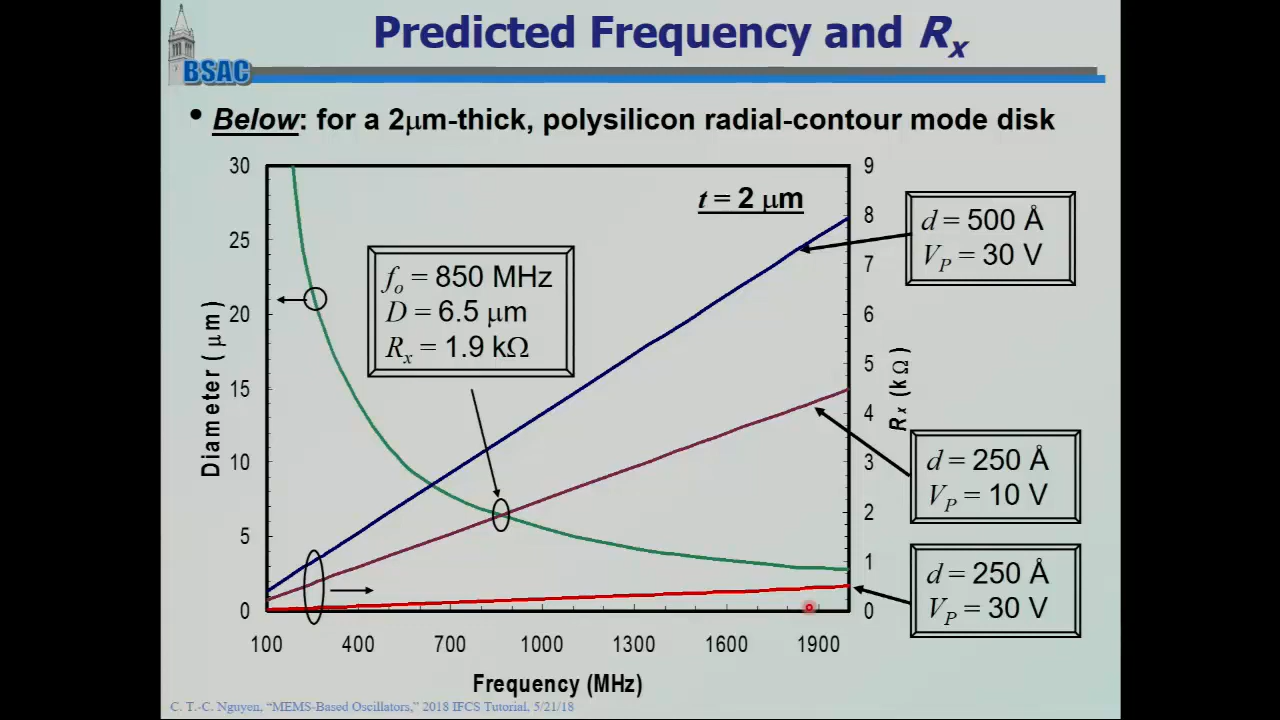 Predicted Frequency and Rx
BSAC
• Below: for a 2μm-thick, polysilicon radial-contour mode disk
30
25
20
15
10
5
0
Diameter ( μ m )
9
8
7
6
5
4
3
2
1
0
Rx (k Ω )
t = 2 μm
fo = 850 MHz
D = 6.5 μm
Rx = 1.9 kΩ
d = 500 Å
VP = 30 V
d = 250 Å
VP = 10 V
d = 250 Å
VP = 30 V
100 400 700 1000 1300 1600 1900
Frequency (MHz)
C. T.-C. Nguyen, “MEMS-Based Oscillators,” 2018 IFCS Tutorial, 5/21/18